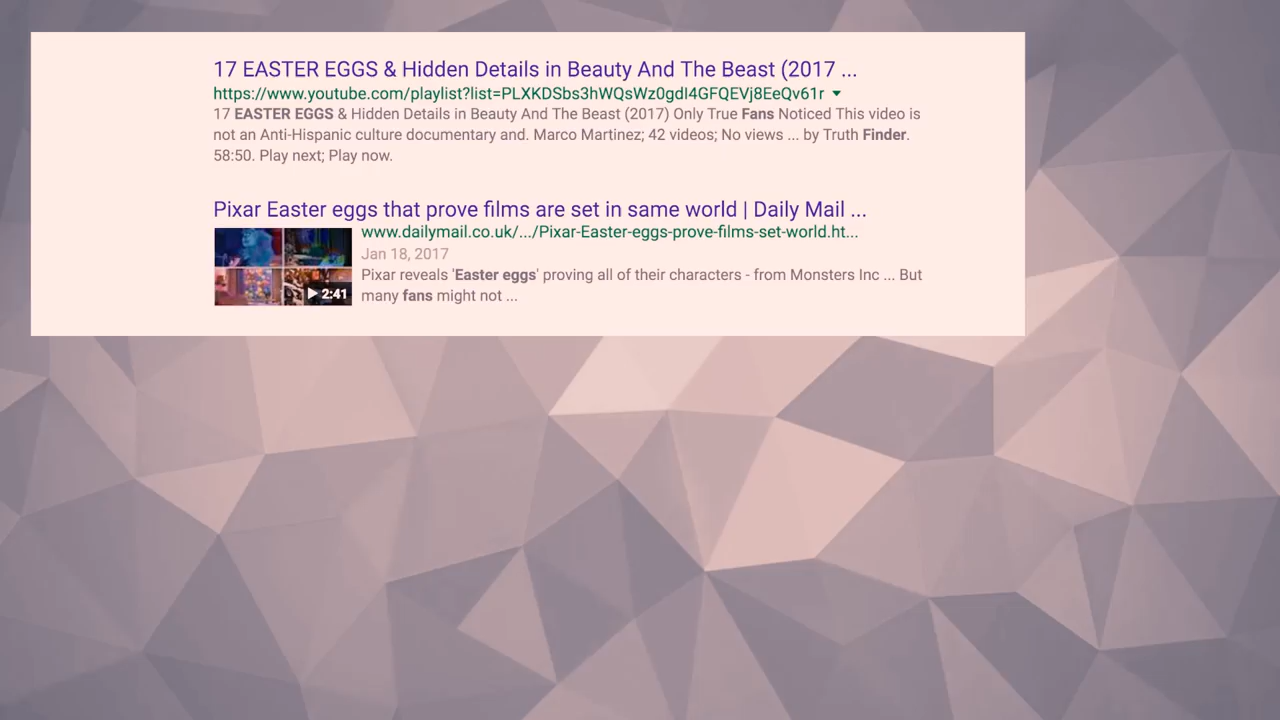 17 EASTER EGGS & Hidden Details in Beauty And The Beast (2017 ...
https://www.youtube.com/playlist?list=PLXKDSbs3hWQsWz0gdI4GFQEVj8EeQv61r
17 EASTER EGGS & Hidden Details in Beauty And The Beast (2017) Only True Fans Noticed This video is
not an Anti-Hispanic culture documentary and. Marco Martinez; 42 videos; No views ... by Truth Finder.
58:50. Play next; Play now.
Pixar Easter eggs that prove films are set in same world | Daily Mail ...
www.dailymail.co.uk/.../Pixar-Easter-eggs-prove-films-set-world.ht...
Jan 18, 2017
Pixar reveals 'Easter eggs' proving all of their characters - from Monsters Inc ... But
many fans might not ...
2:41